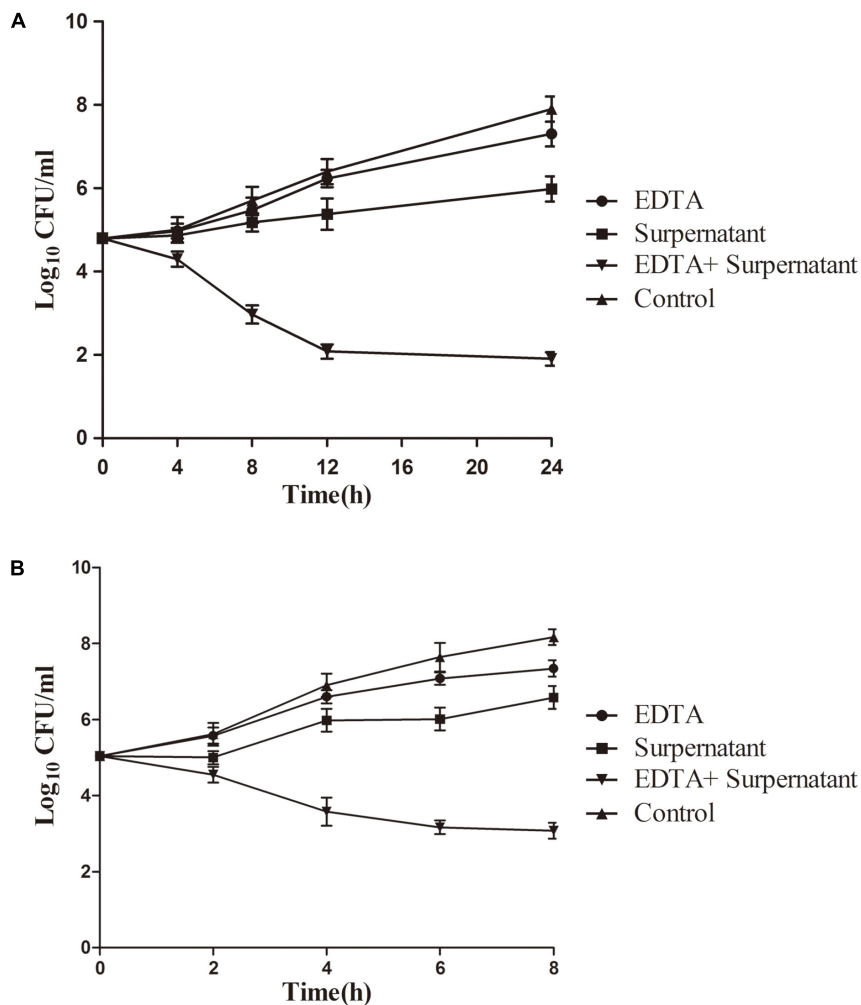 A
10
8
6
4
2
0
Log10 CFU/ml
0 4 8 12 16 20 24
Time(h)
EDTA
Surpernatant
EDTA+ Surpernatant
Control
B
10
8
6
4
2
0
Log10 CFU/ml
0 2 4 6 8
Time(h)
EDTA
Surpernatant
EDTA+ Surpernatant
Control